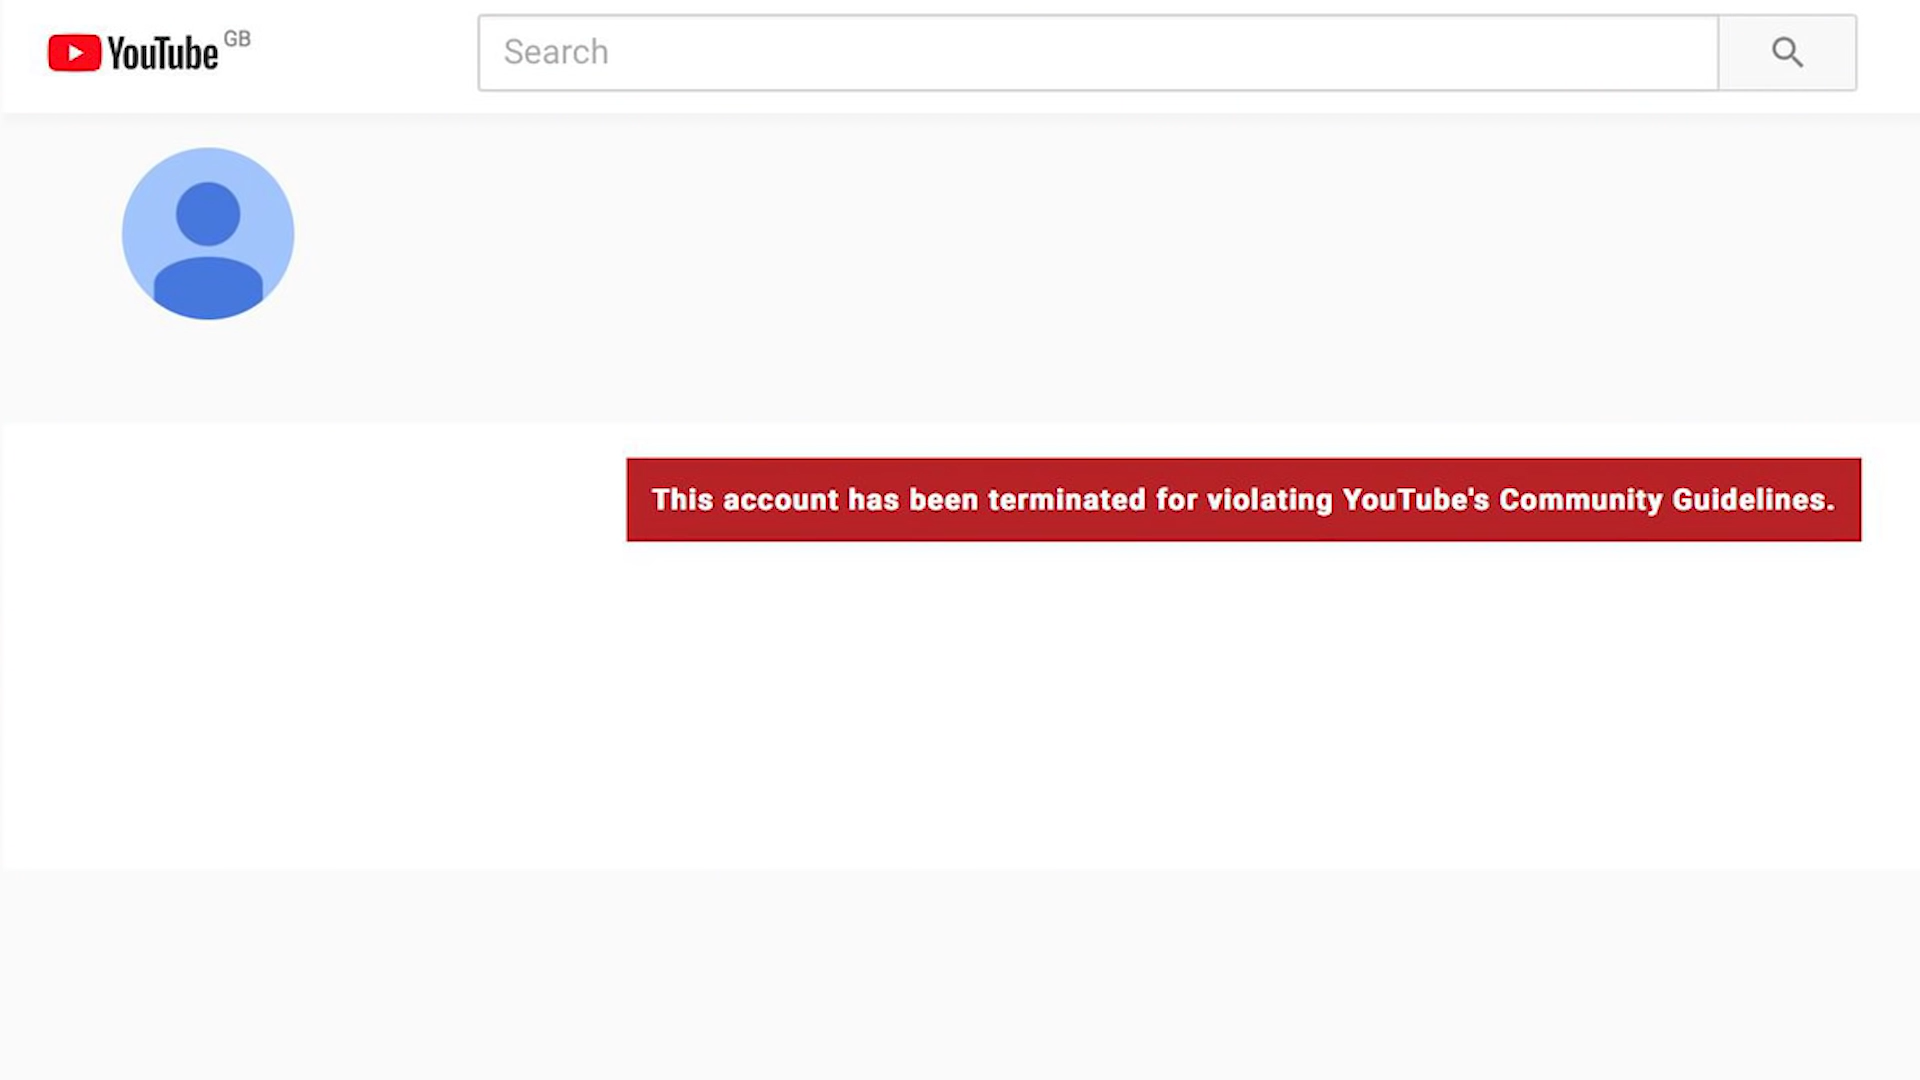 YouTube GB
Search
This account has been terminated for violating YouTube's Community Guidelines.